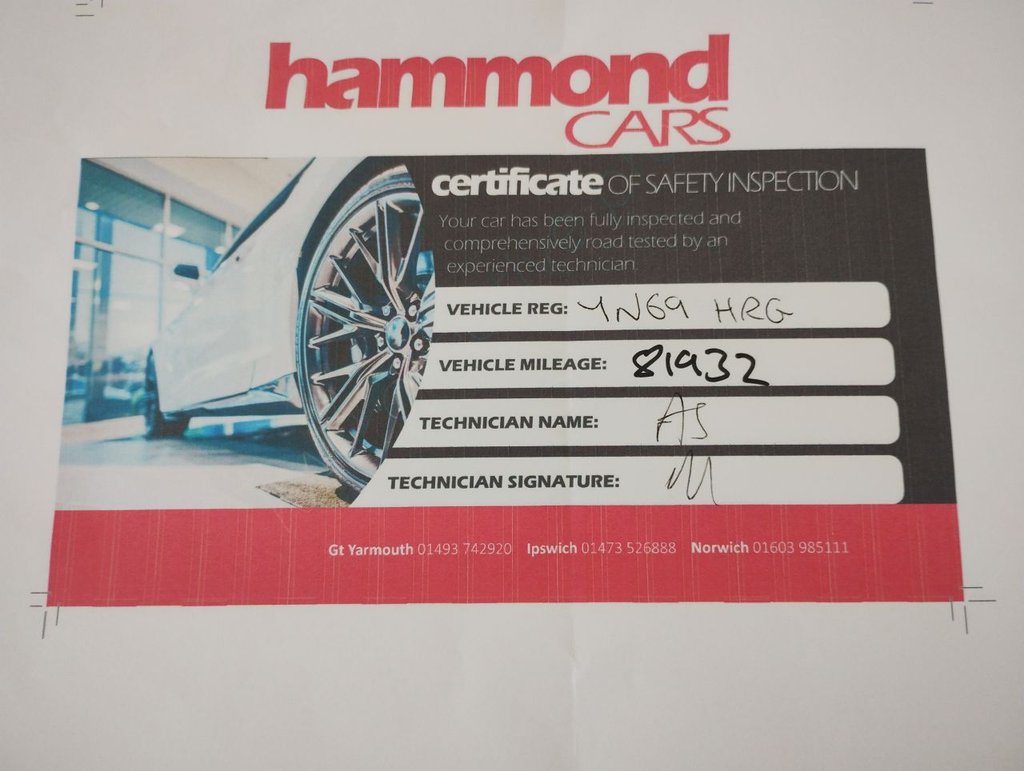 hammond
CARS
certificate OF SAFETY INSPECTION
Your car has been fully inspected and
comprehensively road tested by an
experienced technician.
VEHICLE REG: YN69 HRG
VEHICLE MILEAGE: 81932
TECHNICIAN NAME: AS
TECHNICIAN SIGNATURE:
Gt Yarmouth 01493 742920 Ipswich 01473 526888 Norwich 01603 985111